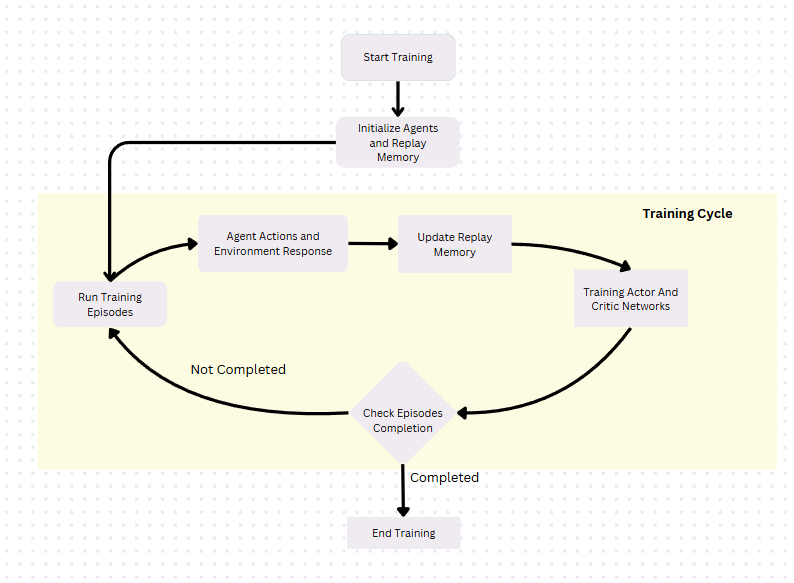 Start Training
Initialize Agents
and Replay
Memory
Training Cycle
Agent Actions and
Environment Response
Update Replay
Memory
Training Actor And
Critic Networks
Run Training
Episodes
Not Completed
Check Episodes
Completion
Completed
End Training